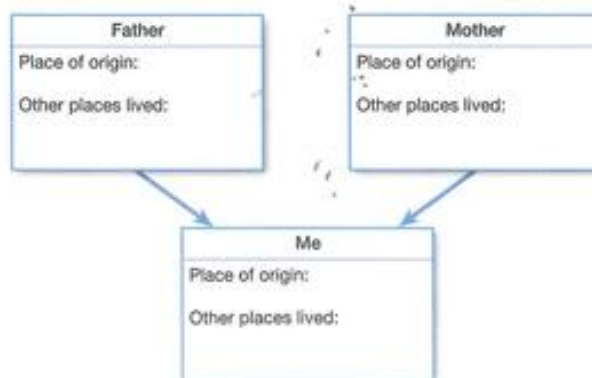 Father
Place of origin:
Other places lived:
Mother
Place of origin:
Other places lived:
Me
Place of origin:
Other places lived: